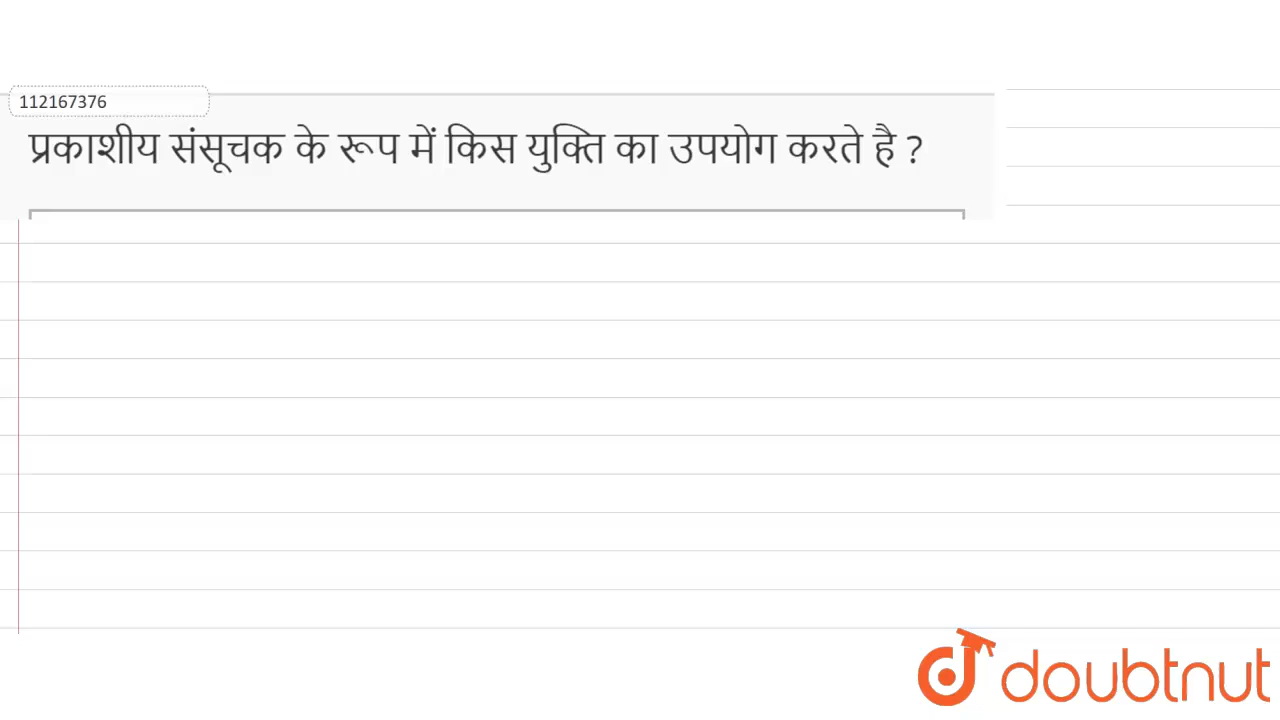 112167376
प्रकाशीय संसूचक के रूप में किस युक्ति का उपयोग करते है ?
doubtnut